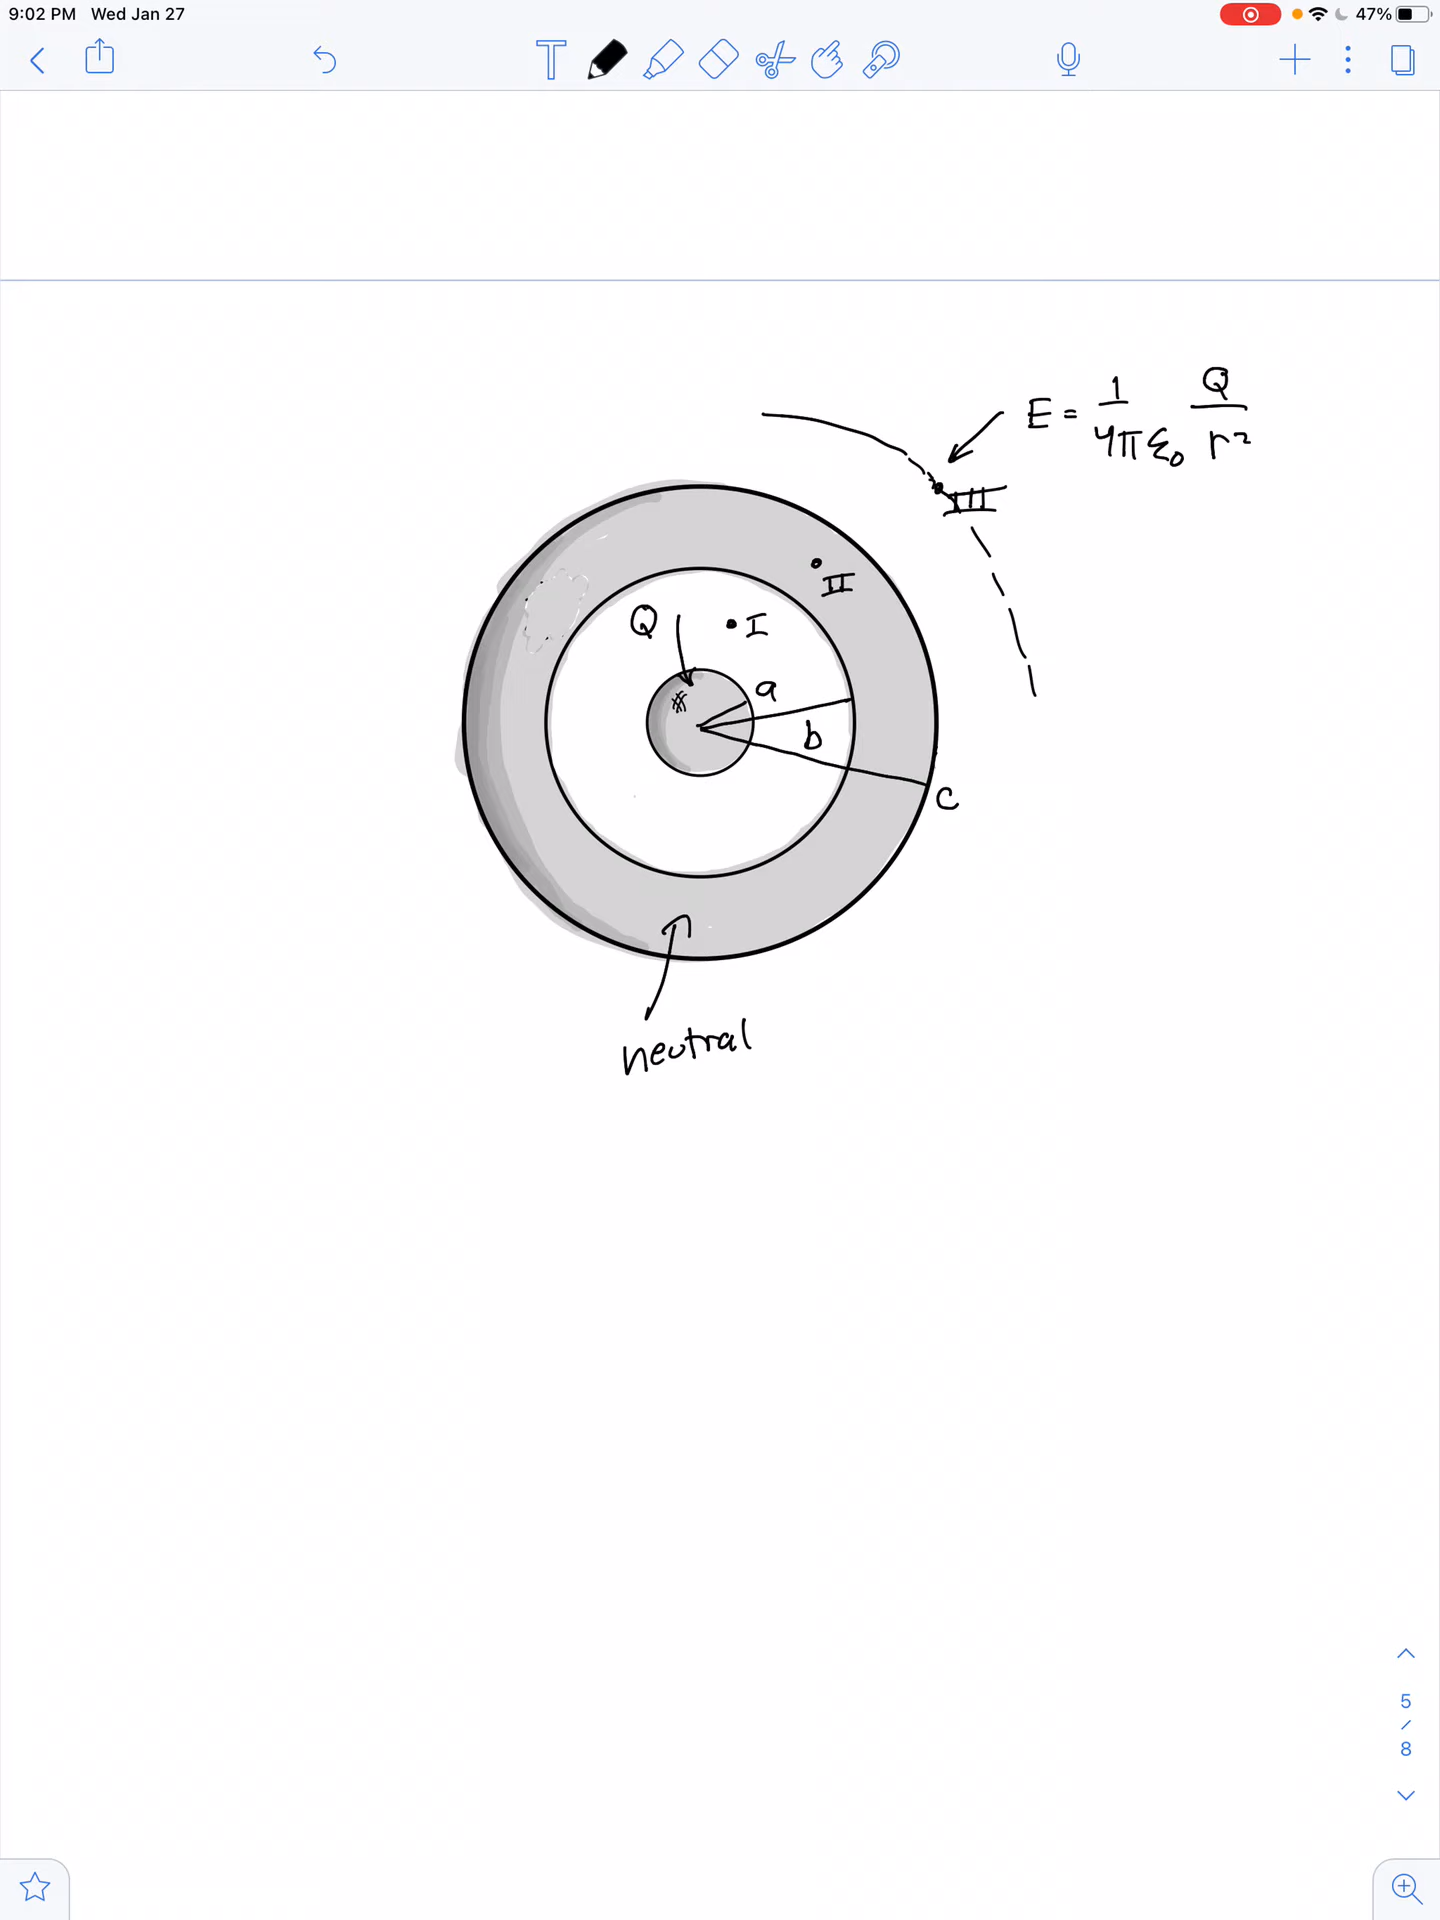 9:02 PM Wed Jan 27
47%
T
E = 1/4πε₀ Q/r²
III
II
Q
I
a
b
c
neutral
5
/
8